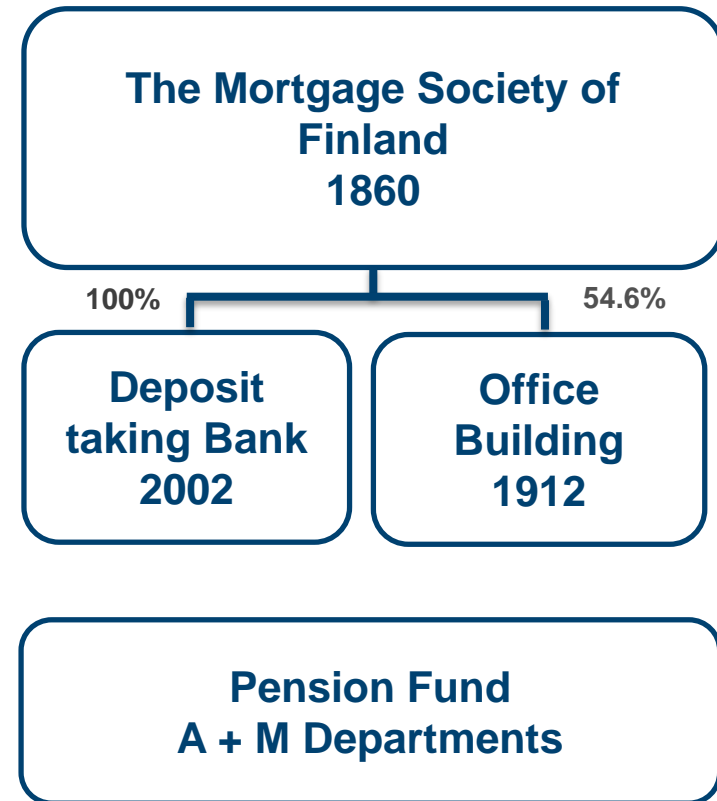 The Mortgage Society of
Finland
1860
100%
54.6%
Deposit
taking Bank
2002
Office
Building
1912
Pension Fund
A + M Departments